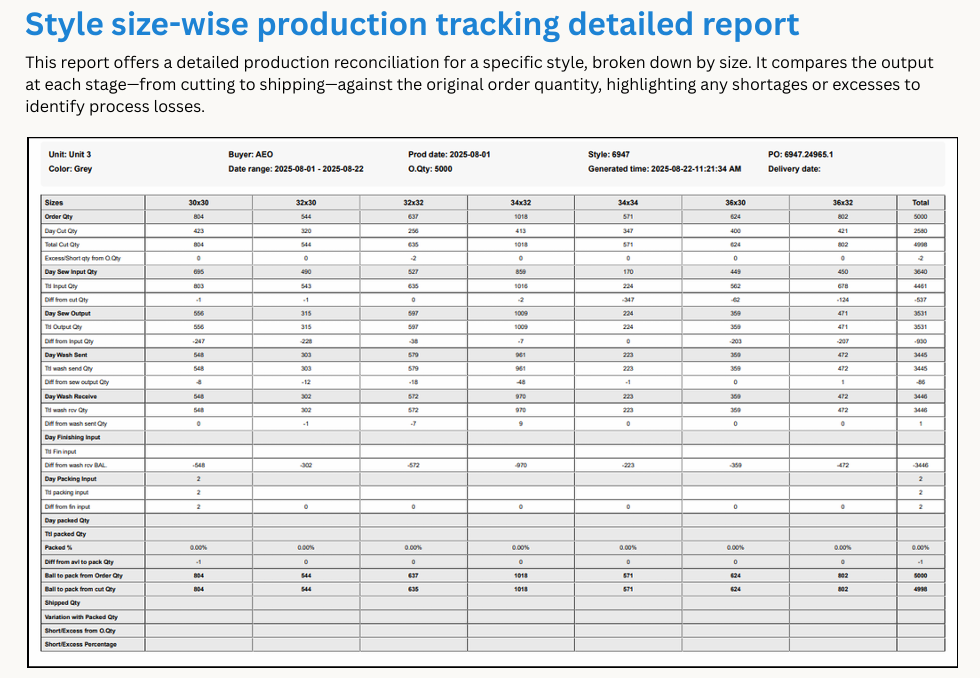 Style size-wise production tracking detailed report
This report offers a detailed production reconciliation for a specific style, broken down by size. It compares the output
at each stage—from cutting to shipping—against the original order quantity, highlighting any shortages or excesses to
identify process losses.
Unit: Unit 3 Buyer: AEO Prod date: 2025-08-01 Style: 6947 PO: 6947.24965.1
Color: Grey Date range: 2025-08-01 - 2025-08-22 O.Qty: 5000 Generated time: 2025-08-22-11:21:34 AM Delivery date:
Sizes 30x30 32x30 32x32 34x32 34x34 36x30 36x32 Total
Order Qty 804 544 637 1018 571 624 802 5000
Day Cut Qty 423 320 256 413 347 400 421 2580
Total Cut Qty 804 544 635 1018 571 624 802 4998
Excess/Short qty from O.Qty 0 0 -2 0 0 0 0 -2
Day Sew Input Qty 695 490 527 859 170 449 450 3640
Ttl Input Qty 803 543 635 1016 224 562 678 4461
Diff from cut Qty -1 -1 0 -2 -347 -62 -124 -537
Day Sew Output 556 315 597 1009 224 359 471 3531
Ttl Output Qty 556 315 597 1009 224 359 471 3531
Diff from Input Qty -247 -228 -38 -7 0 -203 -207 -930
Day Wash Sent 548 303 579 961 223 359 472 3445
Ttl wash send Qty 548 303 579 961 223 359 472 3445
Diff from sew output Qty -8 -12 -18 -48 -1 0 1 -86
Day Wash Receive 548 302 572 970 223 359 472 3446
Ttl wash rcv Qty 548 302 572 970 223 359 472 3446
Diff from wash sent Qty 0 -1 -7 9 0 0 0 1
Day Finishing Input
Ttl Fin input
Diff from wash rcv BAL. -548 -302 -572 -970 -223 -359 -472 -3446
Day Packing Input 2 2
Ttl packing input 2 2
Diff from fin input 2 0 0 0 0 0 0 2
Day packed Qty
Ttl packed Qty
Packed % 0.00% 0.00% 0.00% 0.00% 0.00% 0.00% 0.00% 0.00%
Diff from avl to pack Qty -1 0 0 0 0 0 0 -1
Ball to pack from Order Qty 804 544 637 1018 571 624 802 5000
Ball to pack from cut Qty 804 544 635 1018 571 624 802 4998
Shipped Qty
Variation with Packed Qty
Short/Excess from O.Qty
Short/Excess Percentage